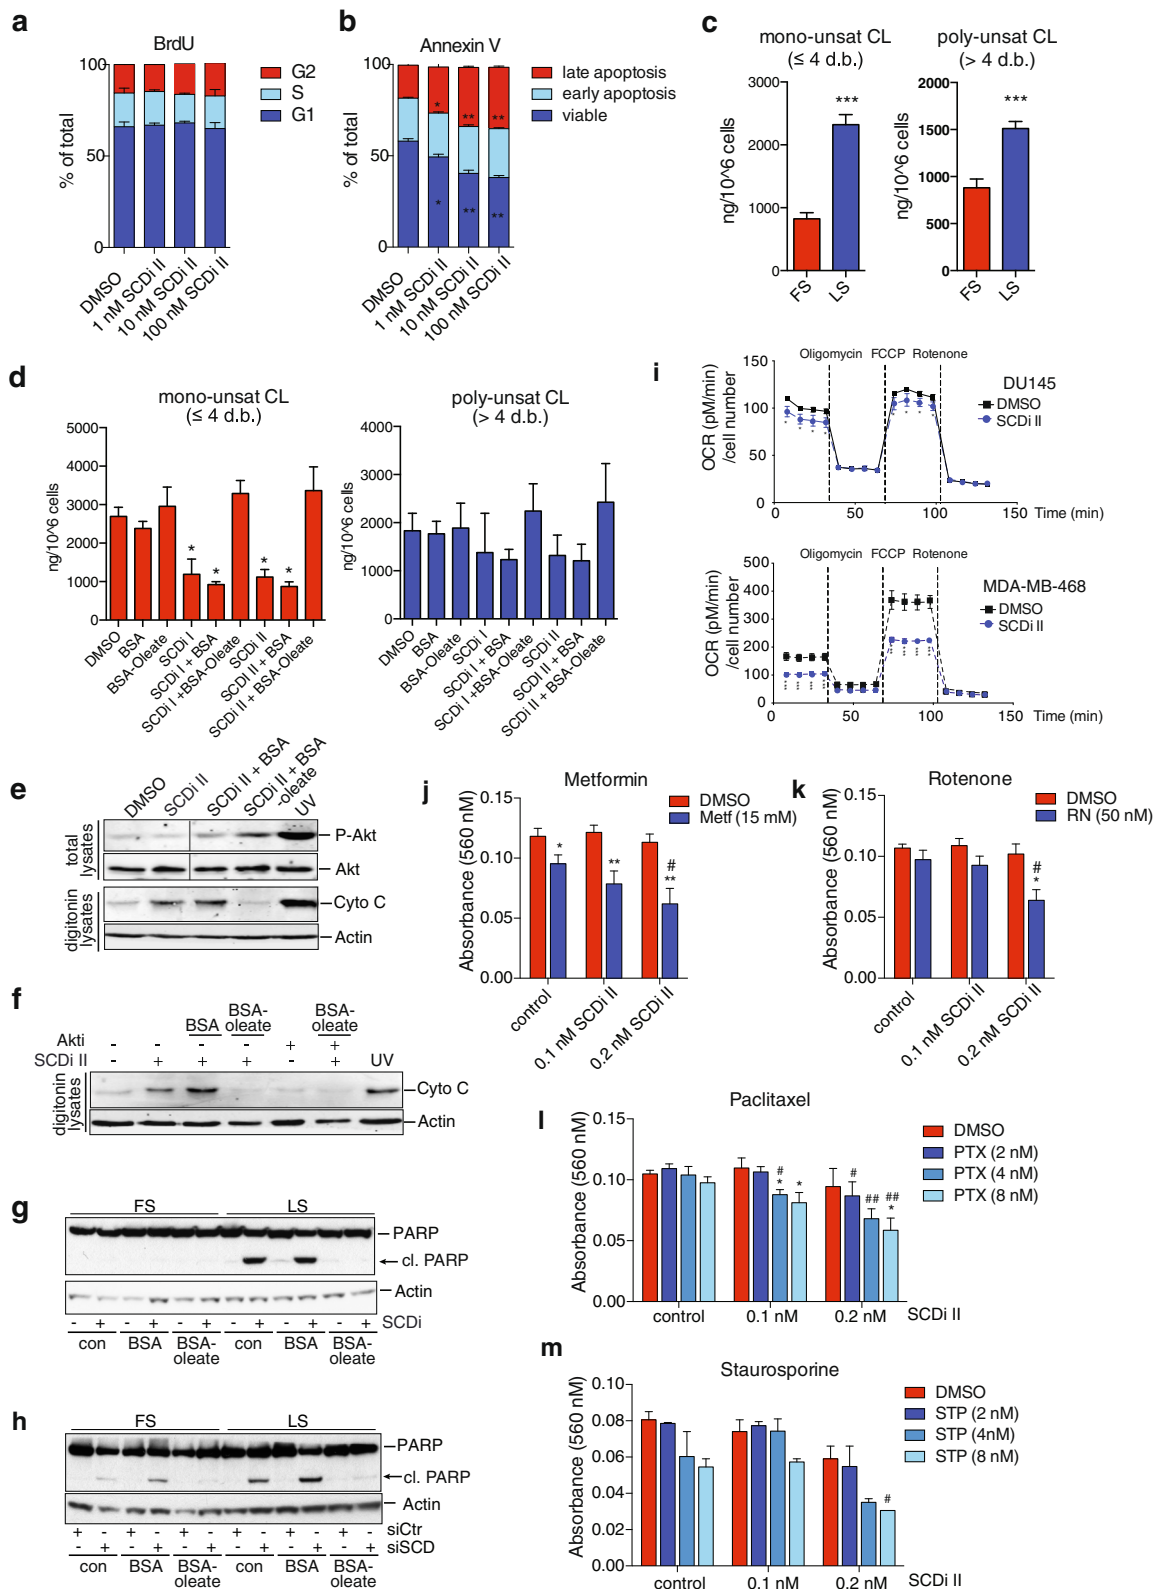 a
BrdU
% of total
100
50
0
G2
S
G1
DMSO
1 nM SCDi II
10 nM SCDi II
100 nM SCDi II
b
Annexin V
% of total
100
50
0
* ** **
* ** **
late apoptosis
early apoptosis
viable
DMSO
1 nM SCDi II
10 nM SCDi II
100 nM SCDi II
c
mono-unsat CL
(≤ 4 d.b.)
ng/10^6 cells
3000
2000
1000
0
***
FS
LS
poly-unsat CL
(> 4 d.b.)
ng/10^6 cells
2000
1500
1000
500
0
***
FS
LS
d
mono-unsat CL
(≤ 4 d.b.)
ng/10^6 cells
5000
4000
3000
2000
1000
0
* * * *
DMSO
BSA
BSA-Oleate
SCDi I
SCDi I + BSA
SCDi I +BSA-Oleate
SCDi II
SCDi II + BSA
SCDi II + BSA-Oleate
poly-unsat CL
(> 4 d.b.)
ng/10^6 cells
4000
3000
2000
1000
0
DMSO
BSA
BSA-Oleate
SCDi I
SCDi I + BSA
SCDi I +BSA-Oleate
SCDi II
SCDi II + BSA
SCDi II + BSA-Oleate
i
Oligomycin FCCP Rotenone
OCR (pM/min)
/cell number
150
100
50
0
0 50 100 150 Time (min)
DU145
DMSO
SCDi II
Oligomycin FCCP Rotenone
OCR (pM/min)
/cell number
500
400
300
200
100
0
0 50 100 150 Time (min)
MDA-MB-468
DMSO
SCDi II
e
DMSO
SCDi II
SCDi II + BSA
SCDi II + BSA
-oleate
UV
total
lysates
P-Akt
Akt
digitonin
lysates
Cyto C
Actin
f
BSA
BSA-
oleate
BSA-
oleate
Akti - - - - + +
SCDi II - + + + - + UV
digitonin
lysates
Cyto C
Actin
g
FS LS
PARP
cl. PARP
Actin
- + - + - + - + - + - + SCDi
con BSA BSA-
oleate con BSA BSA-
oleate
h
FS LS
PARP
cl. PARP
Actin
+ - + - + - + - + - + - siCtr
- + - + - + - + - + - + siSCD
con BSA BSA-
oleate con BSA BSA-
oleate
j
Metformin
Absorbance (560 nM)
0.15
0.10
0.05
0.00
*
**
#
**
DMSO
Metf (15 mM)
control
0.1 nM SCDi II
0.2 nM SCDi II
k
Rotenone
Absorbance (560 nM)
0.15
0.10
0.05
0.00
#
*
DMSO
RN (50 nM)
control
0.1 nM SCDi II
0.2 nM SCDi II
l
Paclitaxel
Absorbance (560 nM)
0.15
0.10
0.05
0.00
#
* *
# ## ##
*
DMSO
PTX (2 nM)
PTX (4 nM)
PTX (8 nM)
control 0.1 nM 0.2 nM SCDi II
m
Staurosporine
Absorbance (560 nM)
0.10
0.08
0.06
0.04
0.02
0.00
#
DMSO
STP (2 nM)
STP (4nM)
STP (8 nM)
control 0.1 nM 0.2 nM SCDi II